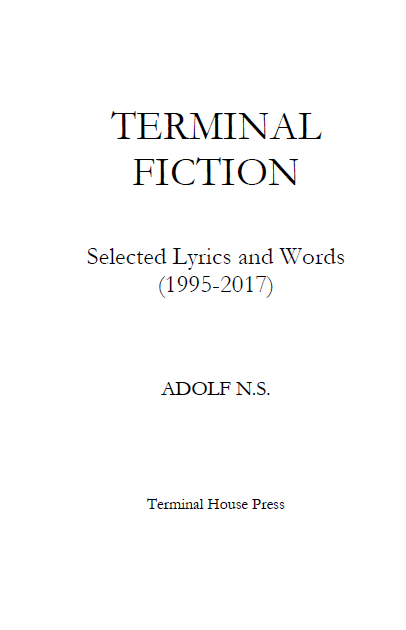 TERMINAL
FICTION
Selected Lyrics and Words
(1995-2017)
ADOLF N.S.
Terminal House Press